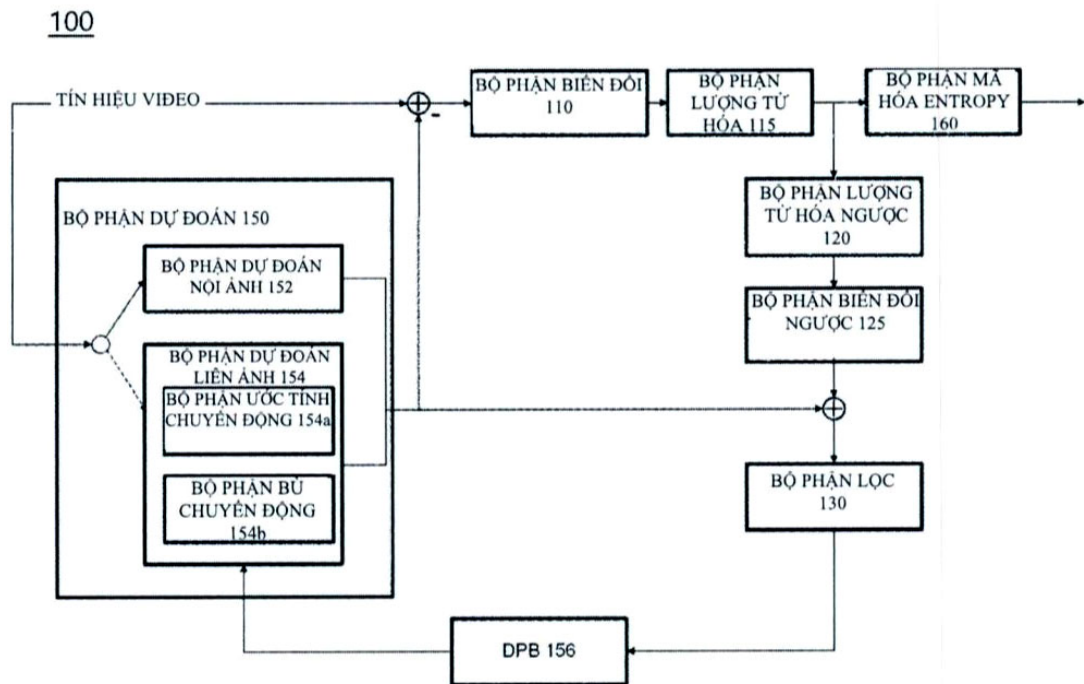 100
TÍN HIỆU VIĐEO
BỘ PHẬN BIẾN ĐỔI
110
BỘ PHẬN
LƯỢNG TỬ
HÓA 115
BỘ PHẬN MÃ
HÓA ENTROPY
160
-
BỘ PHẬN LƯỢNG
TỬ HÓA NGƯỢC
120
BỘ PHẬN DỰ ĐOÁN 150
BỘ PHẬN DỰ ĐOÁN
NỘI ẢNH 152
BỘ PHẬN BIẾN ĐỔI
NGƯỢC 125
BỘ PHẬN DỰ ĐOÁN
LIÊN ẢNH 154
BỘ PHẬN ƯỚC TÍNH
CHUYỂN ĐỘNG 154a
BỘ PHẬN BÙ
CHUYỂN ĐỘNG
154b
BỘ PHẬN LỌC
130
DPB 156